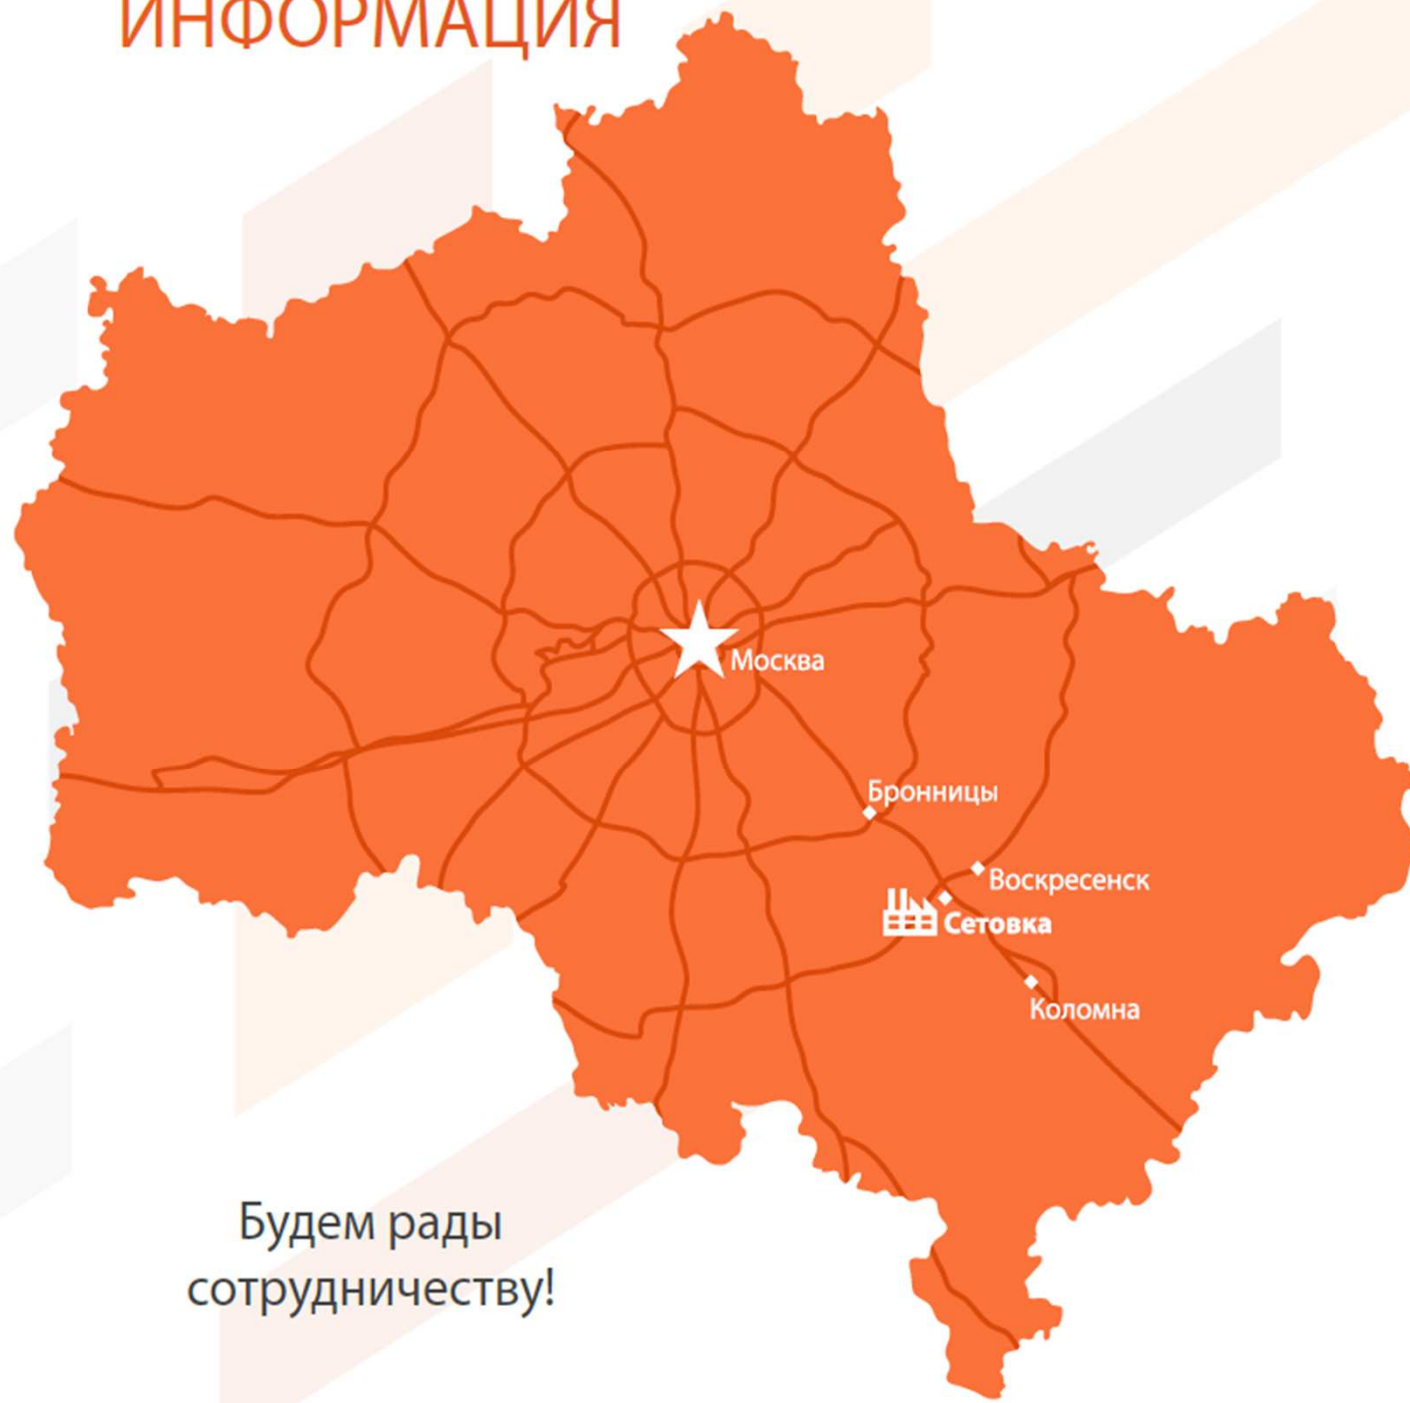 ИНФОРМАЦИЯ
Москва
Бронницы
Воскресенск
Сетовка
Коломна
Будем рады
сотрудничеству!